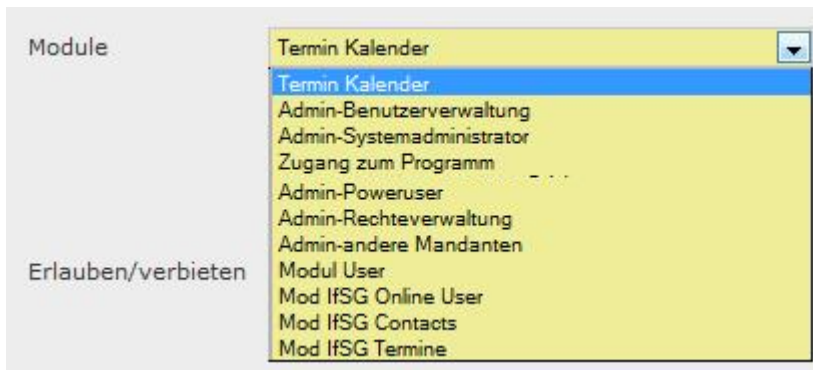 Module
Termin Kalender
Termin Kalender
Admin-Benutzerverwaltung
Admin-Systemadministrator
Zugang zum Programm
Admin-Poweruser
Admin-Rechteverwaltung
Admin-andere Mandanten
Erlauben/verbieten
Modul User
Mod IfSG Online User
Mod IfSG Contacts
Mod IfSG Termine